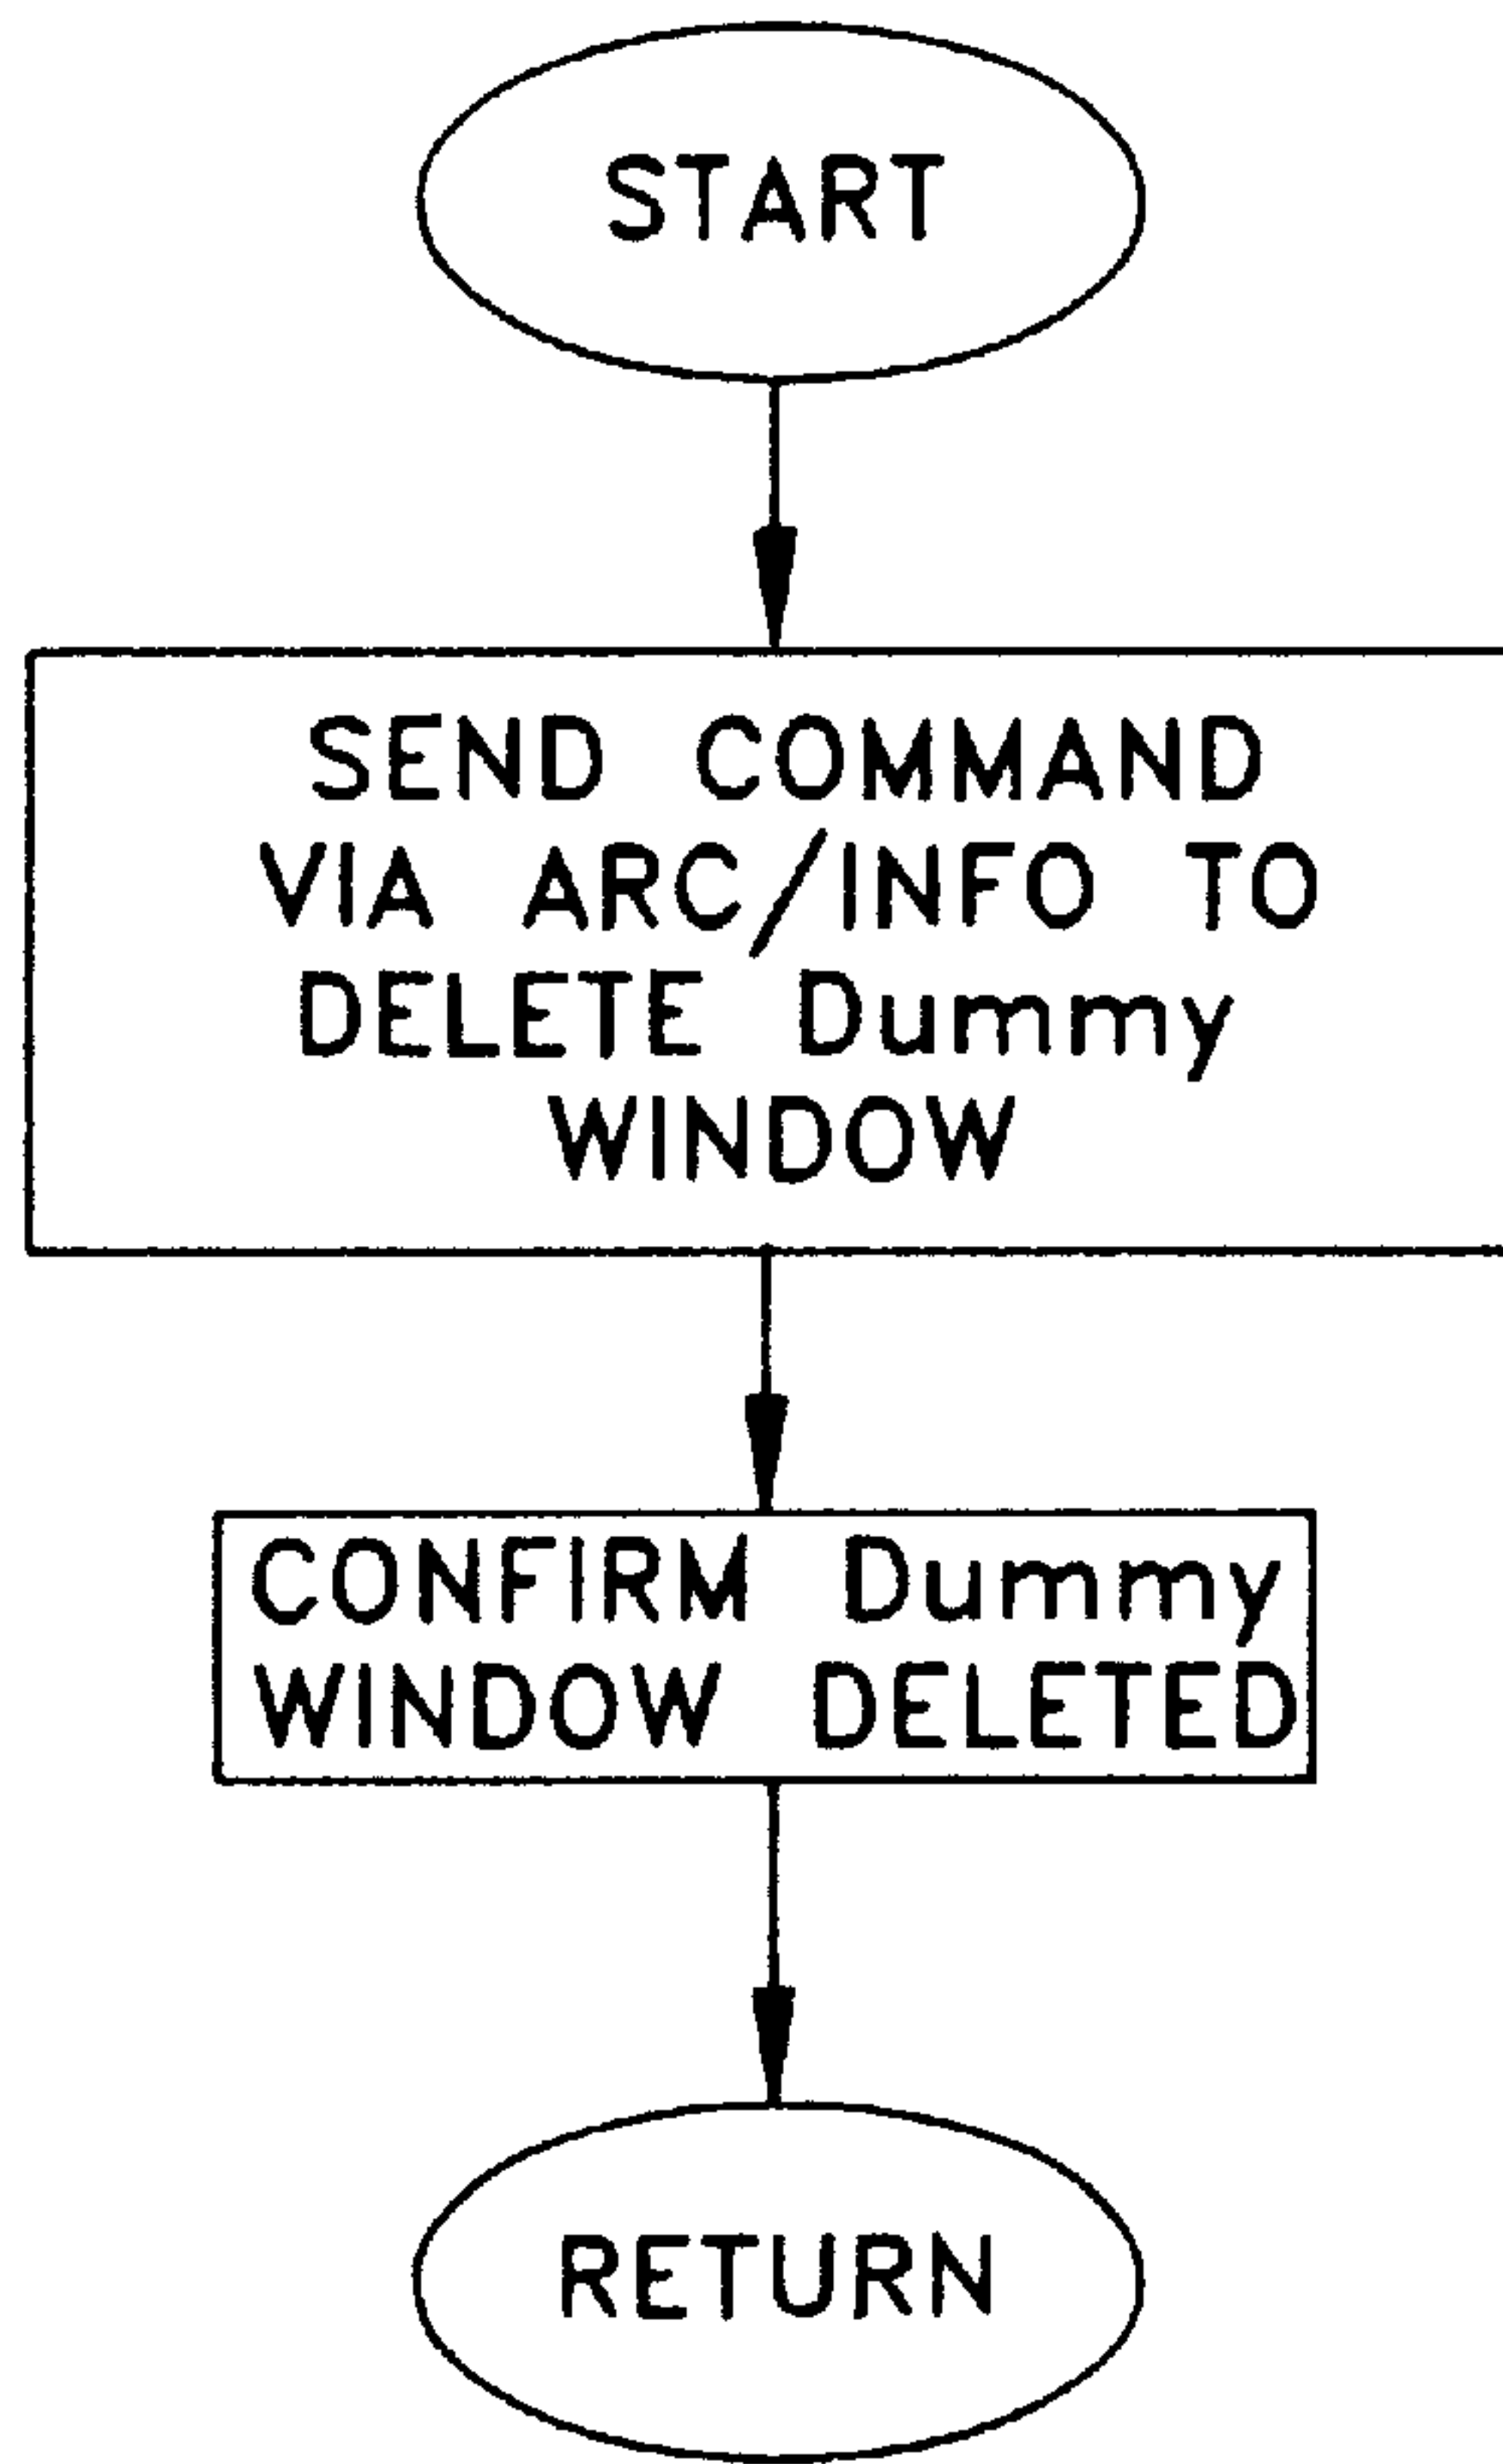 START
SEND COMMAND
VIA ARC/INFO TO
DELETE Dummy
WINDOW
CONFIRM Dummy
WINDOW DELETED
RETURN